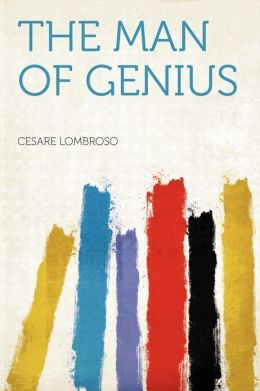 THE MAN
OF GENIUS
CESARE LOMBROSO